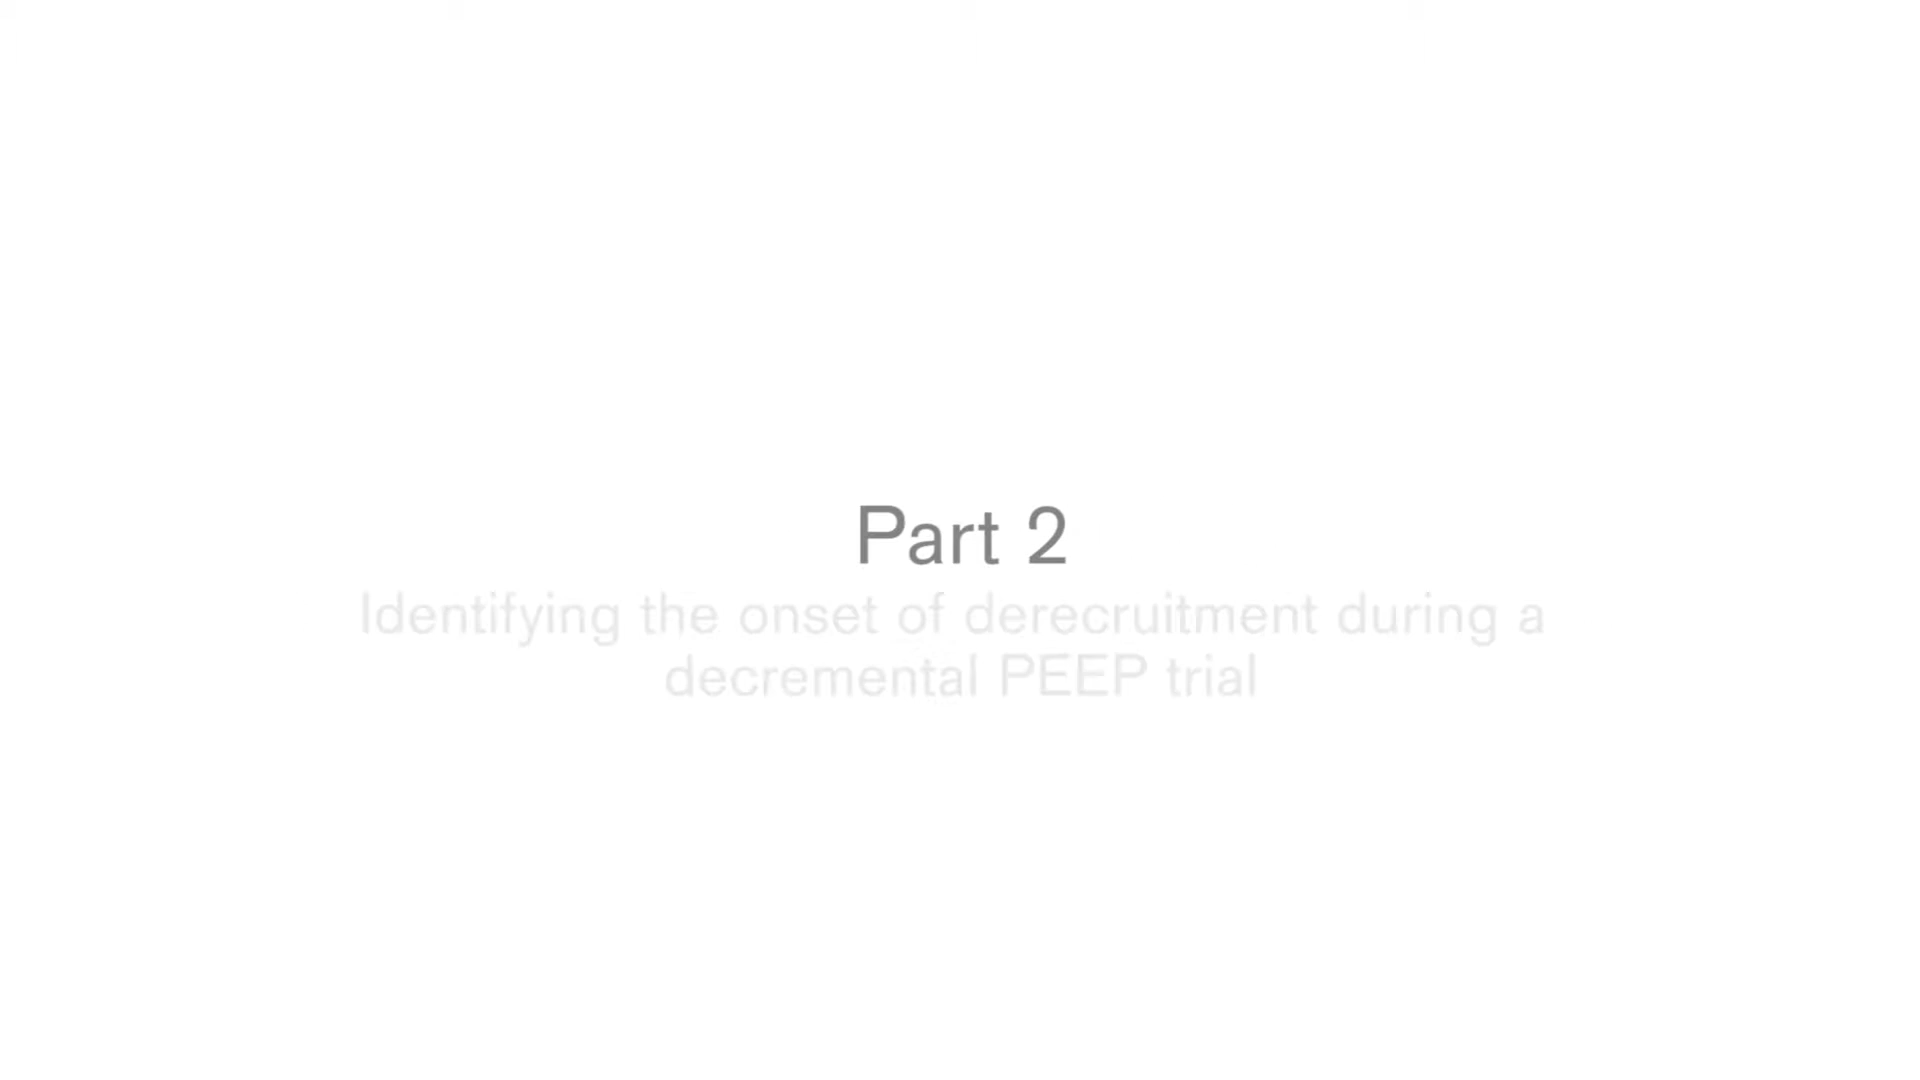 Part 2
Identifying the onset of derecruitment during a
decremental PEEP trial